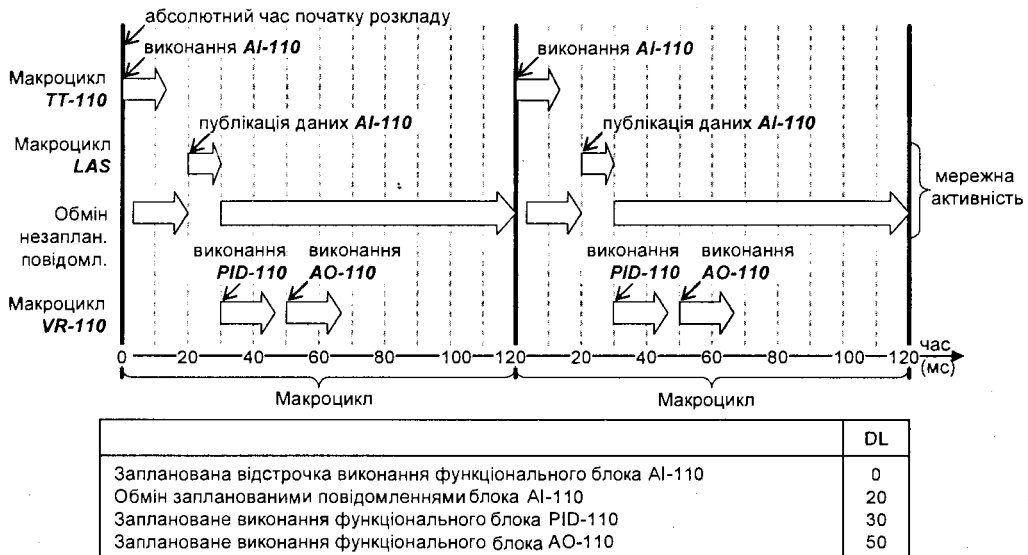 абсолютний час початку розкладу
виконання AI-110
виконання AI-110
Макроцикл
TT-110
публікація даних AI-110
публікація даних AI-110
Макроцикл
LAS
мережна
активність
Обмін
незаплан.
повідомл.
виконання
PID-110
виконання
AO-110
виконання
PID-110
виконання
AO-110
Макроцикл
VR-110
0 20 40 60 80 100 120 20 40 60 80 100 120
час
(мс)
Макроцикл
Макроцикл
DL
Запланована відстрочка виконання функціонального блока AI-110 0
Обмін запланованими повідомленнями блока AI-110 20
Заплановане виконання функціонального блока PID-110 30
Заплановане виконання функціонального блока AO-110 50